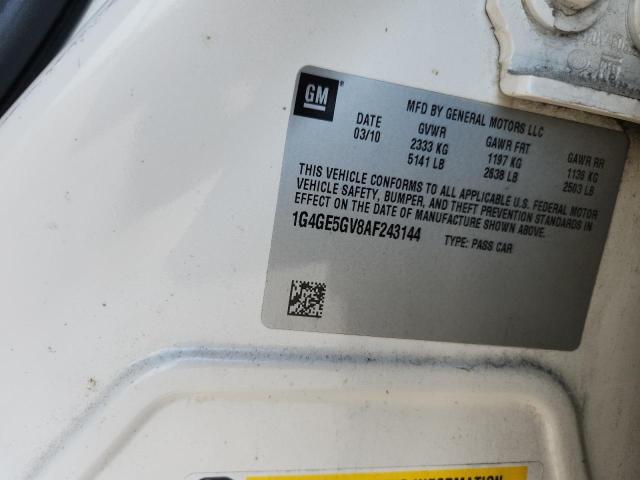 GM
MFD BY GENERAL MOTORS LLC
DATE GVWR GAWR FRT GAWR RR
03/10 2333 KG 1197 KG 1136 KG
5141 LB 2638 LB 2503 LB
THIS VEHICLE CONFORMS TO ALL APPLICABLE U.S. FEDERAL MOTOR
VEHICLE SAFETY, BUMPER, AND THEFT PREVENTION STANDARDS IN
EFFECT ON THE DATE OF MANUFACTURE SHOWN ABOVE.
1G4GE5GV8AF243144 TYPE: PASS CAR
INFORMATION